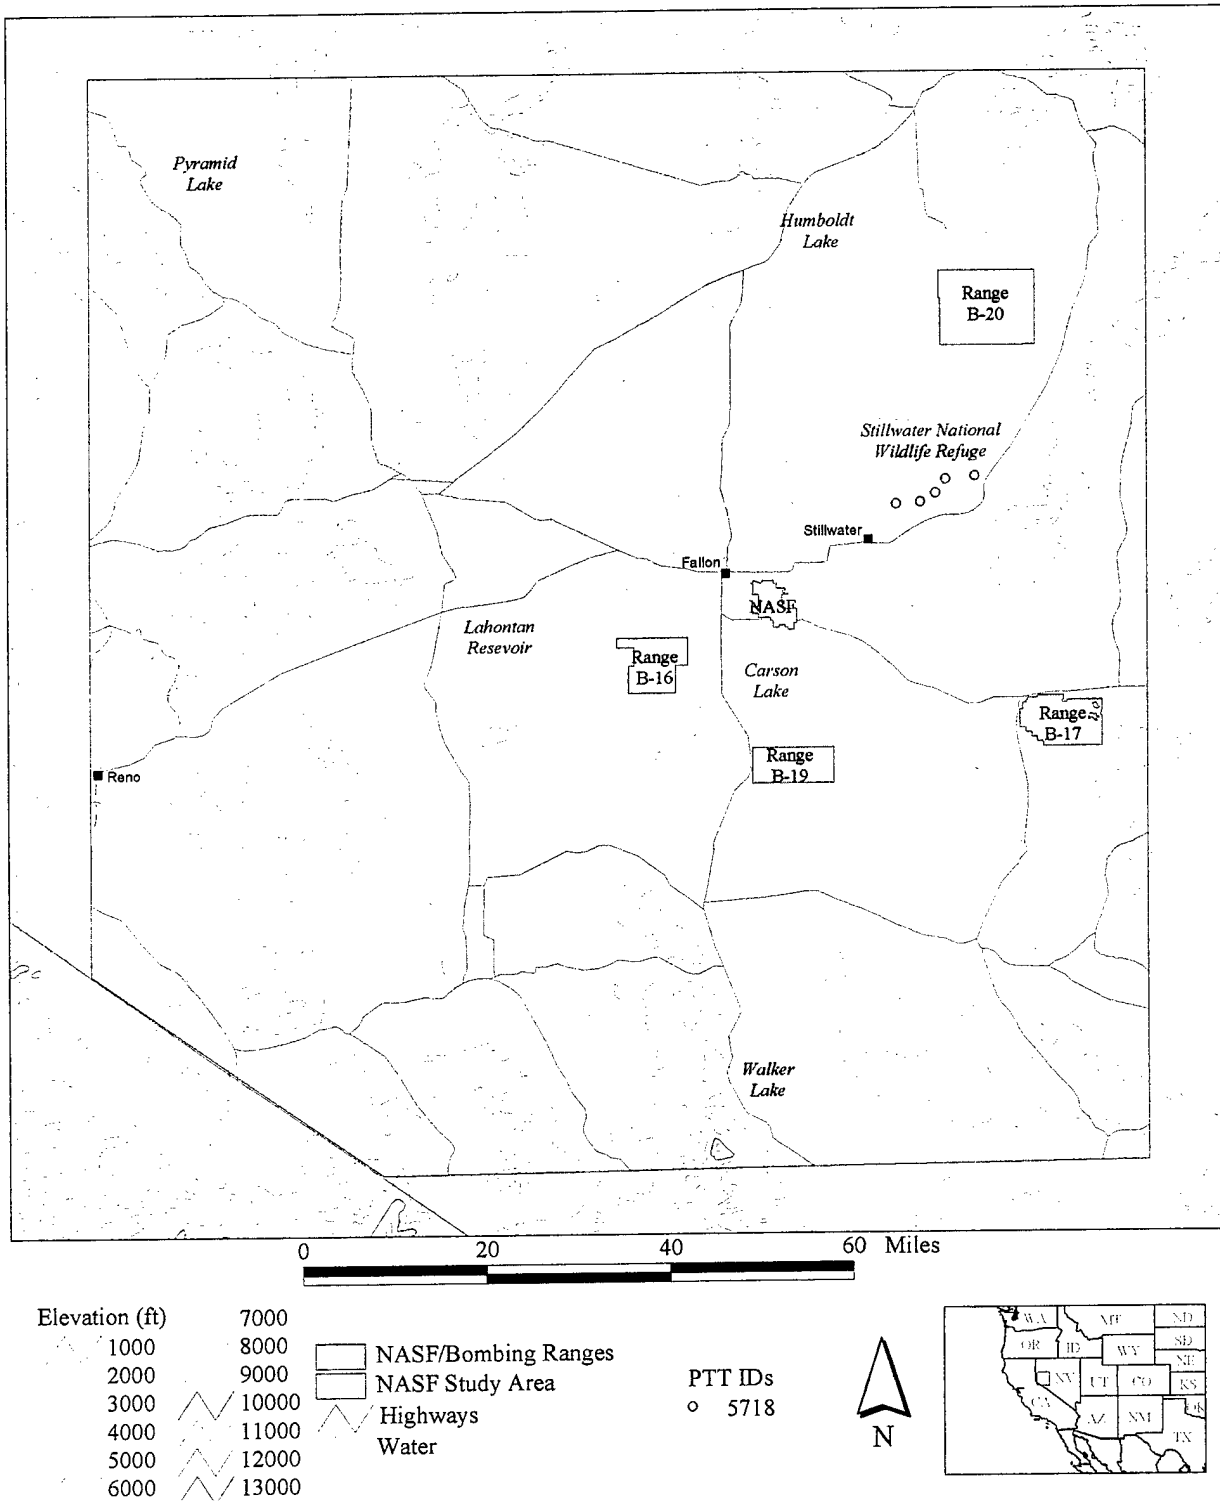 Pyramid
Lake
Humboldt
Lake
Range
B-20
Stillwater National
Wildlife Refuge
Stillwater
Fallon
NASF
Lahontan
Resevoir
Range
B-16
Carson
Lake
Range
B-17
Range
B-19
Reno
Walker
Lake
0 20 40 60 Miles
Elevation (ft)
1000
2000
3000
4000
5000
6000
7000
8000
9000
10000
11000
12000
13000
NASF/Bombing Ranges
NASF Study Area
Highways
Water
PTT IDs
5718
N
WA
MT
ND
OR
ID
SD
WY
NE
NV
UT
CO
KS
CA
AZ
NM
OK
TX